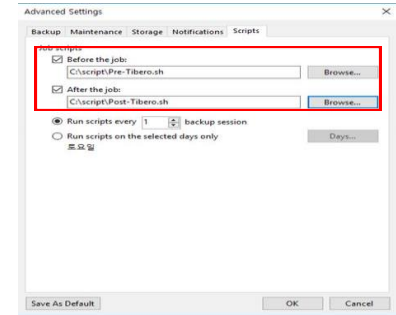 Advanced Settings
Backup Maintenance Storage Notifications Scripts
Job scripts
Before the job:
C:\script\Pre-Tibero.sh Browse...
After the job:
C:\script\Post-Tibero.sh Browse...
Run scripts every 1 backup session
Run scripts on the selected days only Days...
토요일
Save As Default OK Cancel